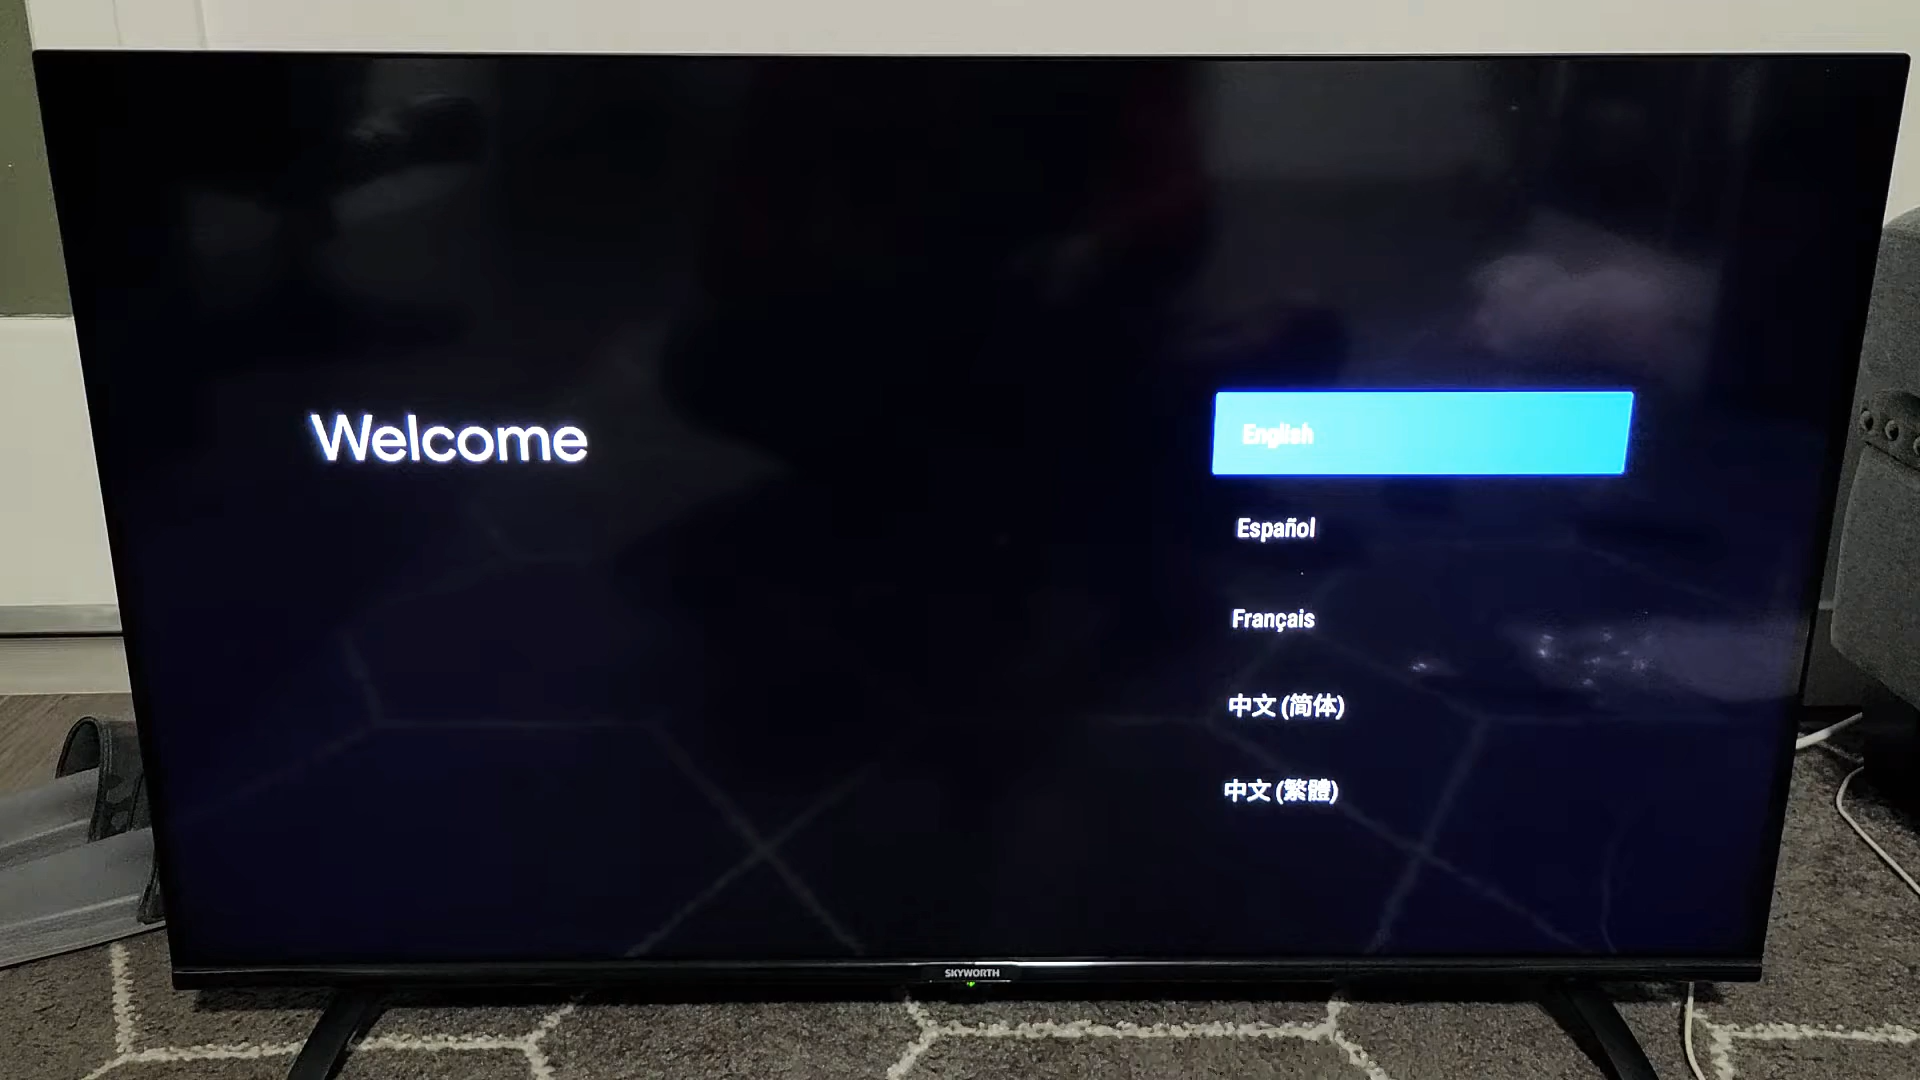 Welcome
English
Español
Français
中文 (简体)
中文 (繁體)
SKYWORTH